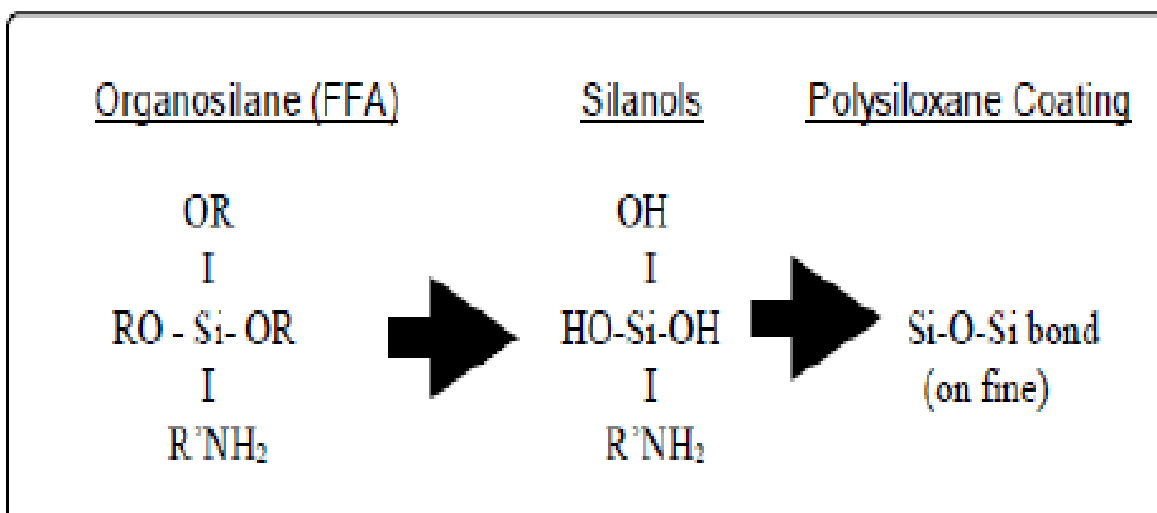 Organosilane (FFA) Silanols Polysiloxane Coating
OR OH
I I
RO - Si- OR HO-Si-OH Si-O-Si bond
I I (on fine)
R'NH₂ R'NH₂